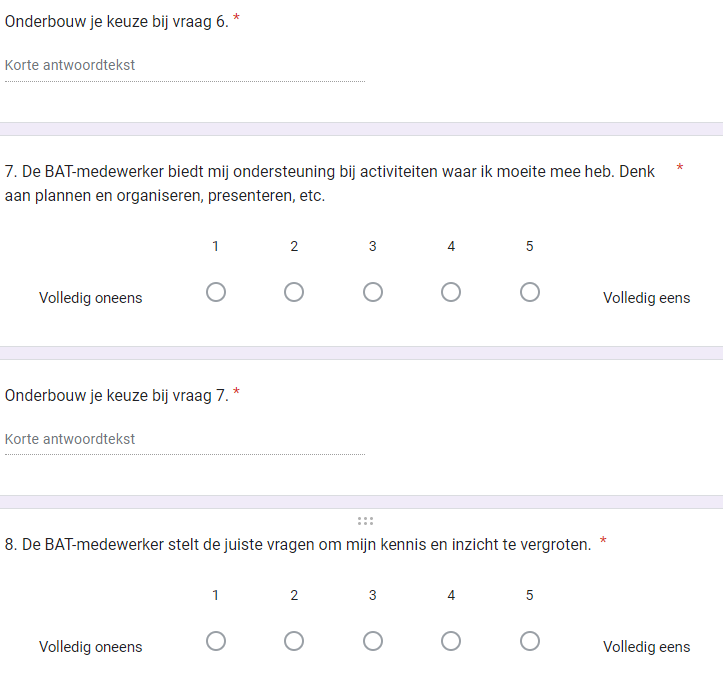 Onderbouw je keuze bij vraag 6. *
Korte antwoordtekst
7. De BAT-medewerker biedt mij ondersteuning bij activiteiten waar ik moeite mee heb. Denk *
aan plannen en organiseren, presenteren, etc.
1 2 3 4 5
Volledig oneens Volledig eens
Onderbouw je keuze bij vraag 7. *
Korte antwoordtekst
8. De BAT-medewerker stelt de juiste vragen om mijn kennis en inzicht te vergroten. *
1 2 3 4 5
Volledig oneens Volledig eens